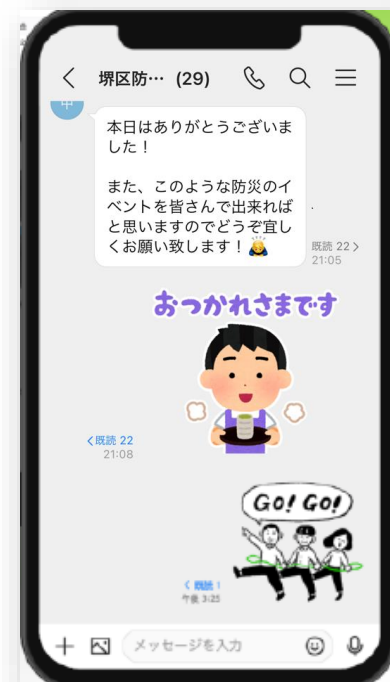 堺区防… (29)
本日はありがとうございま
した！
また、このような防災のイ
ベントを皆さんで出来れば
と思いますのでどうぞ宜し
くお願い致します！
既読 22
21:05
おつかれさまです
既読 22
21:08
GO! GO!
既読 1
午後 3:25
メッセージを入力